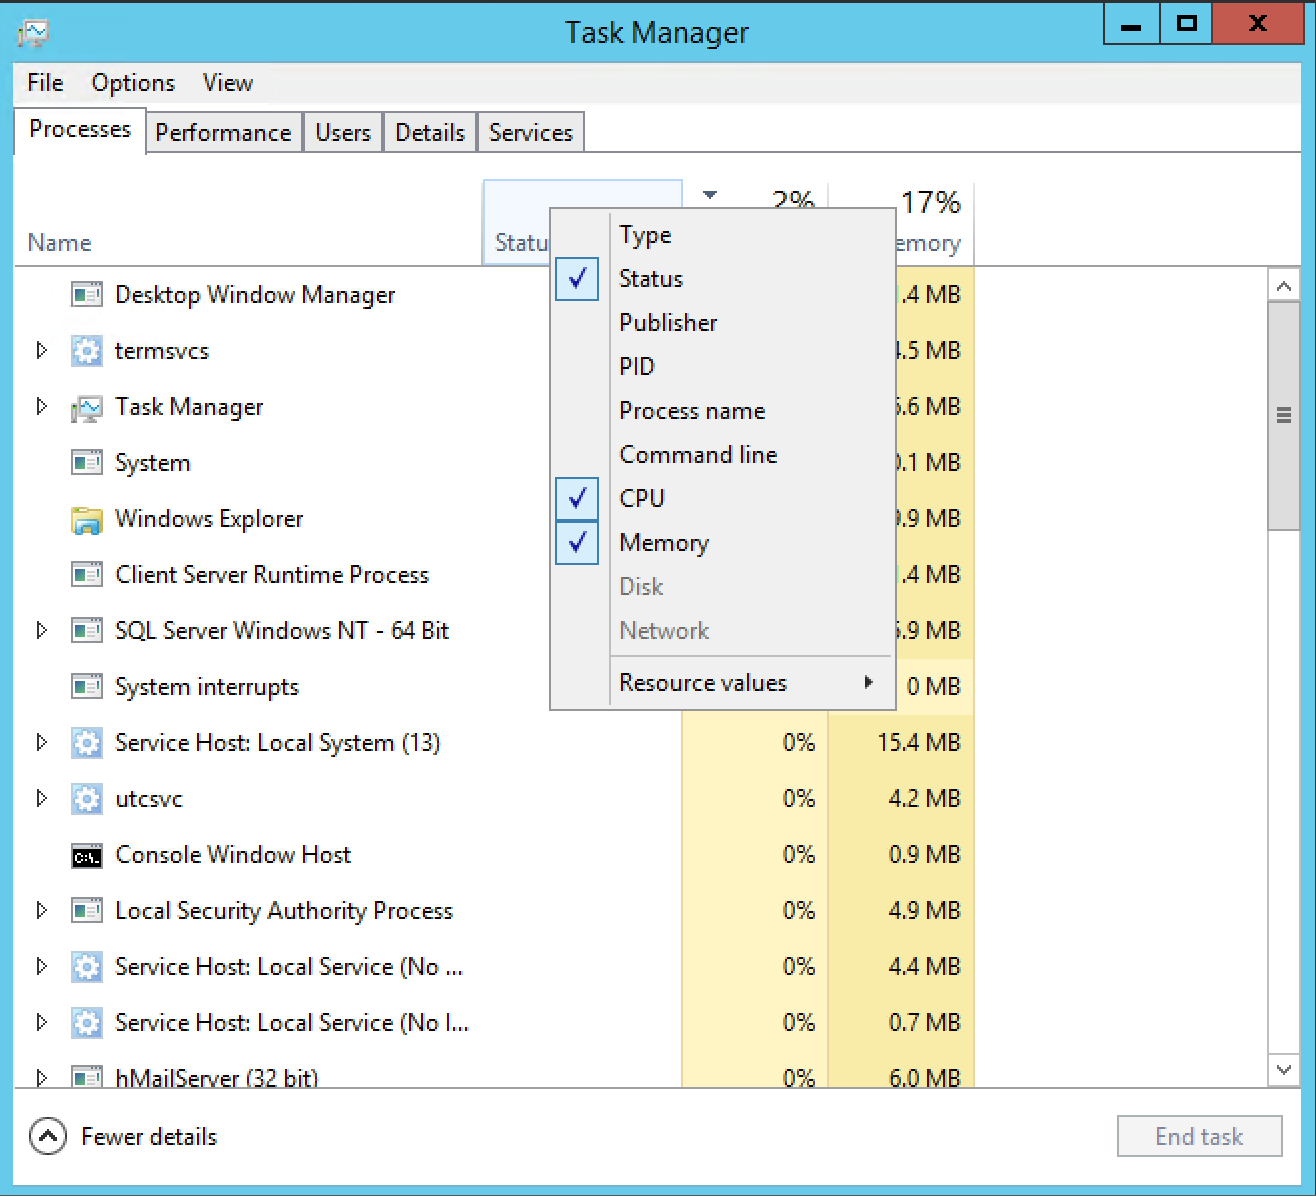 Task Manager
X
File Options View
Processes Performance Users Details Services
2% 17%
Name Statu emory
Type
Status
Publisher
PID
Process name
Command line
CPU
Memory
Disk
Network
Resource values
Desktop Window Manager .4 MB
termsvcs .5 MB
Task Manager .6 MB
System .1 MB
Windows Explorer .9 MB
Client Server Runtime Process .4 MB
SQL Server Windows NT - 64 Bit .9 MB
System interrupts 0 MB
Service Host: Local System (13) 0% 15.4 MB
utcsvc 0% 4.2 MB
C:\.
Console Window Host 0% 0.9 MB
Local Security Authority Process 0% 4.9 MB
Service Host: Local Service (No ... 0% 4.4 MB
Service Host: Local Service (No I... 0% 0.7 MB
hMailServer (32 bit) 0% 6.0 MB
Fewer details End task